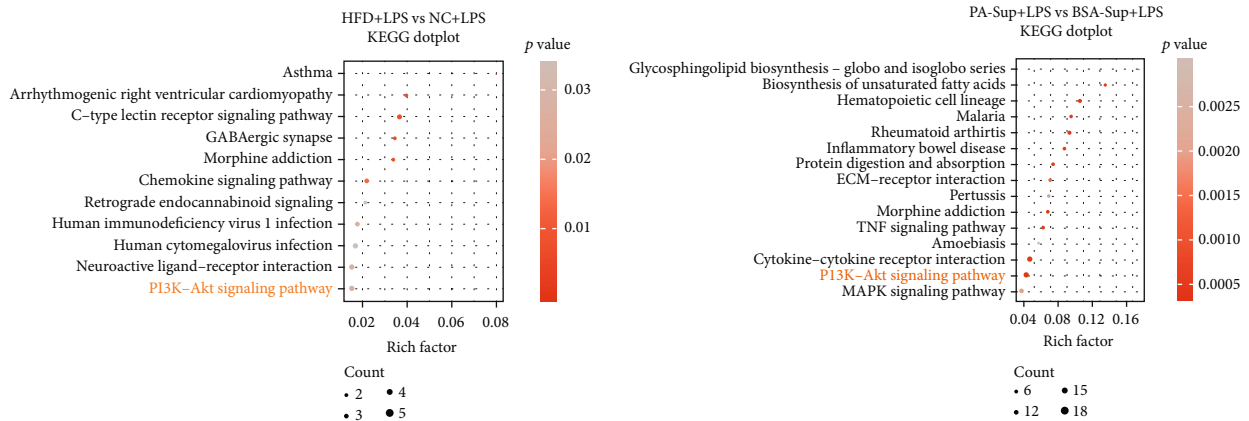 HFD+LPS vs NC+LPS
KEGG dotplot
p value
Asthma
Arrhythmogenic right ventricular cardiomyopathy
C–type lectin receptor signaling pathway
GABAergic synapse
Morphine addiction
Chemokine signaling pathway
Retrograde endocannabinoid signaling
Human immunodeficiency virus 1 infection
Human cytomegalovirus infection
Neuroactive ligand–receptor interaction
PI3K–Akt signaling pathway
0.03
0.02
0.01
0.02 0.04 0.06 0.08
Rich factor
Count
2 4
3 5
PA-Sup+LPS vs BSA-Sup+LPS
KEGG dotplot
p value
Glycosphingolipid biosynthesis – globo and isoglobo series
Biosynthesis of unsaturated fatty acids
Hematopoietic cell lineage
Malaria
Rheumatoid arthirtis
Inflammatory bowel disease
Protein digestion and absorption
ECM–receptor interaction
Pertussis
Morphine addiction
TNF signaling pathway
Amoebiasis
Cytokine–cytokine receptor interaction
P13K–Akt signaling pathway
MAPK signaling pathway
0.0025
0.0020
0.0015
0.0010
0.0005
0.04 0.08 0.12 0.16
Rich factor
Count
6 15
12 18